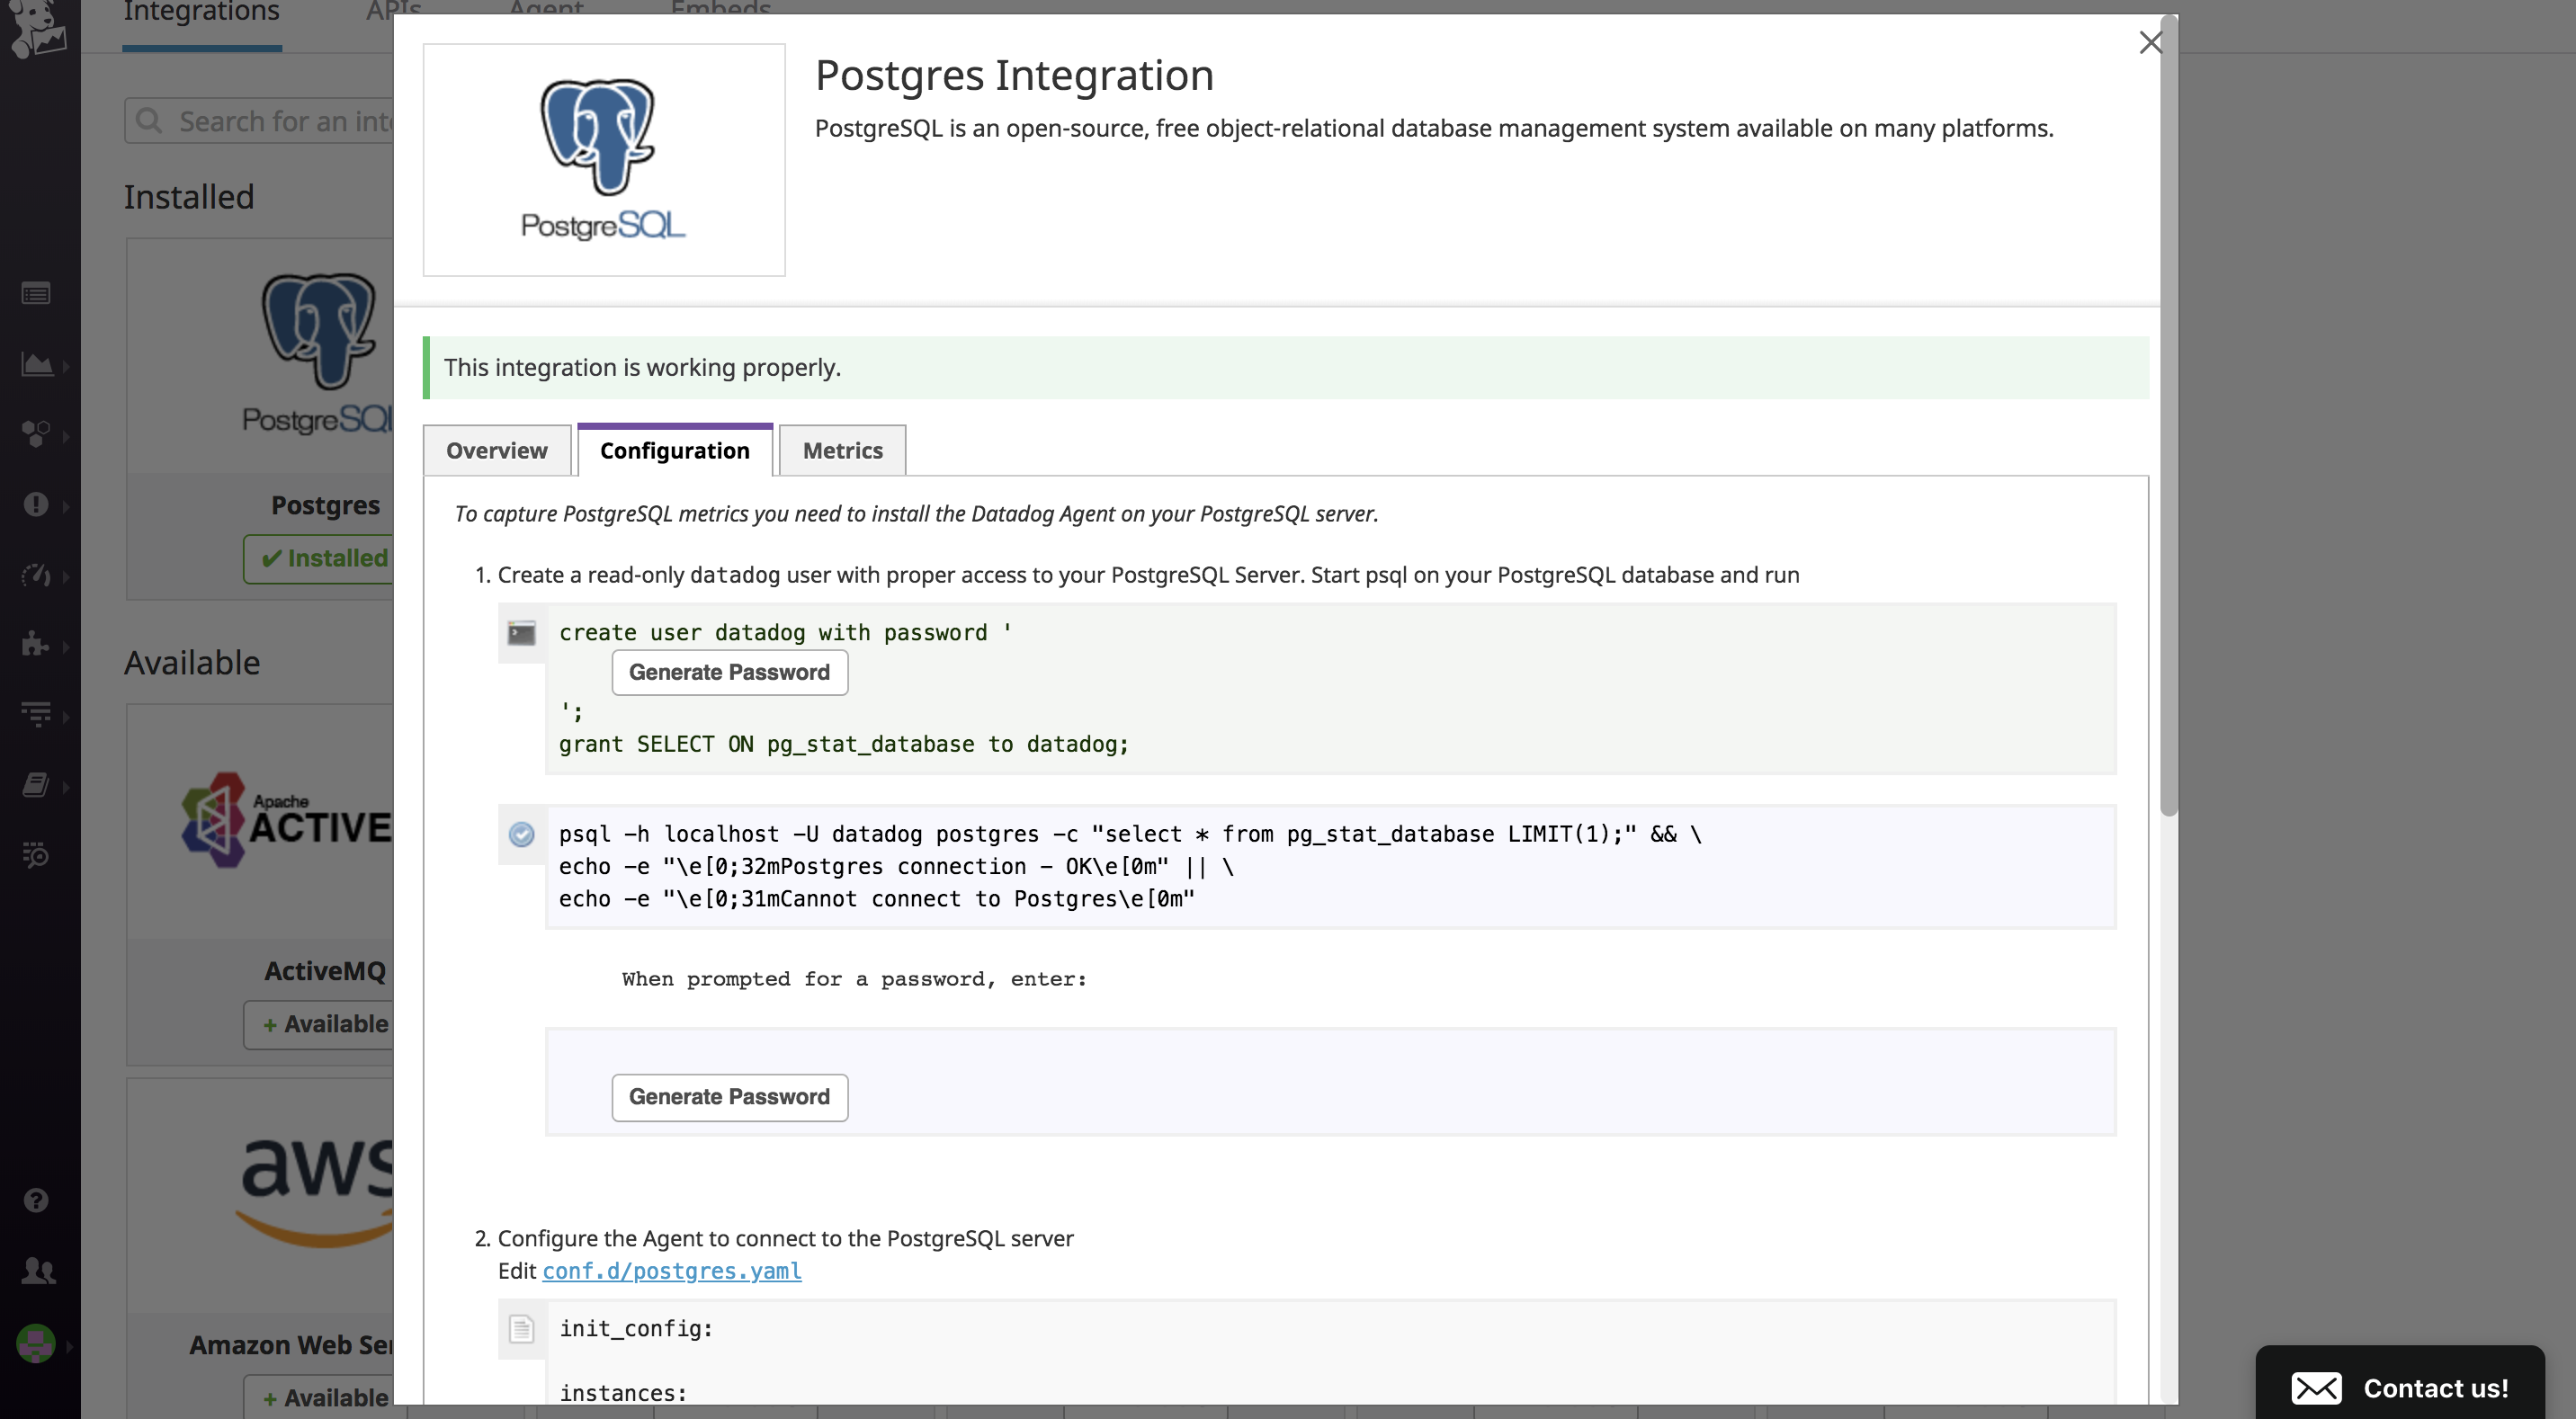 Integrations APIs Agent Embeds
Search for an inte
Installed
PostgreSQL
Postgres
✔ Installed
Available
Apache
ACTIVE
ActiveMQ
+ Available
aws
Amazon Web Ser
+ Available
PostgreSQL
Postgres Integration
PostgreSQL is an open-source, free object-relational database management system available on many platforms.
This integration is working properly.
Overview Configuration Metrics
To capture PostgreSQL metrics you need to install the Datadog Agent on your PostgreSQL server.
1. Create a read-only datadog user with proper access to your PostgreSQL Server. Start psql on your PostgreSQL database and run
create user datadog with password '
Generate Password
';
grant SELECT ON pg_stat_database to datadog;
psql -h localhost -U datadog postgres -c "select * from pg_stat_database LIMIT(1);" && \
echo -e "\e[0;32mPostgres connection - OK\e[0m" || \
echo -e "\e[0;31mCannot connect to Postgres\e[0m"
When prompted for a password, enter:
Generate Password
2. Configure the Agent to connect to the PostgreSQL server
Edit conf.d/postgres.yaml
init_config:
instances:
Contact us!